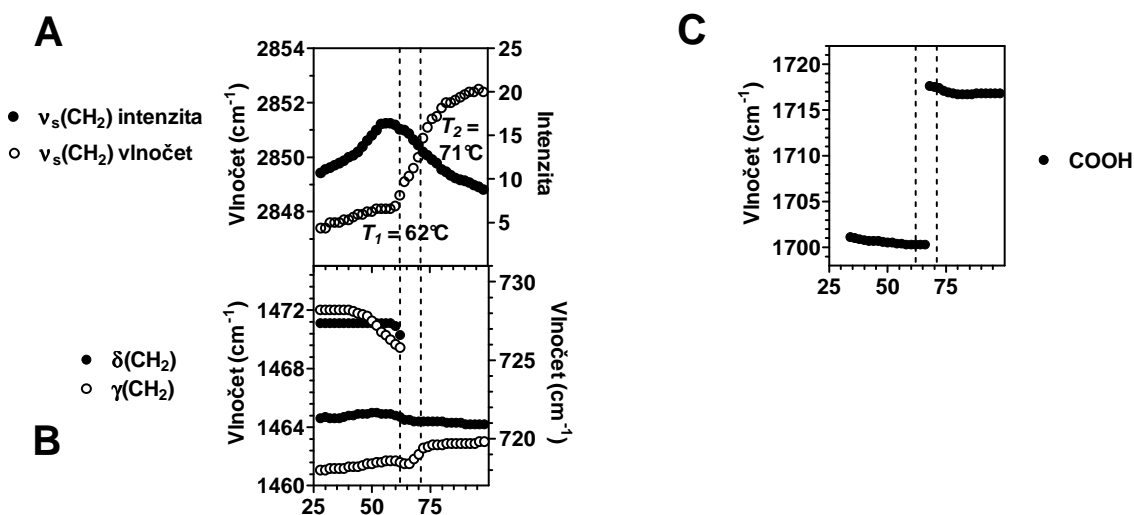 A
2854
2852
2850
2848
Vlnočet (cm⁻¹)
25
20
15
10
5
Intenzita
● νs(CH₂) intenzita
○ νs(CH₂) vlnočet
T₂ =
71°C
T₁ = 62°C
1472
1468
1464
1460
Vlnočet (cm⁻¹)
730
725
720
Vlnočet (cm⁻¹)
● δ(CH₂)
○ γ(CH₂)
B
25 50 75
C
1720
1715
1710
1705
1700
Vlnočet (cm⁻¹)
● COOH
25 50 75